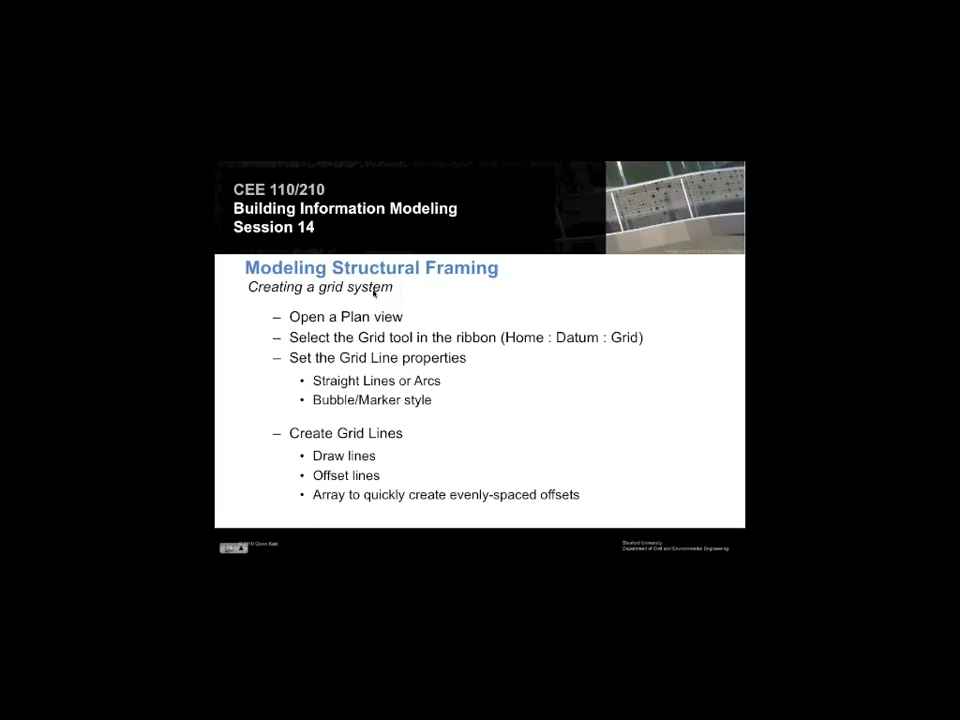 CEE 110/210
Building Information Modeling
Session 14
Modeling Structural Framing
Creating a grid system
– Open a Plan view
– Select the Grid tool in the ribbon (Home : Datum : Grid)
– Set the Grid Line properties
• Straight Lines or Arcs
• Bubble/Marker style
– Create Grid Lines
• Draw lines
• Offset lines
• Array to quickly create evenly-spaced offsets
Stanford University
Department of Civil and Environmental Engineering